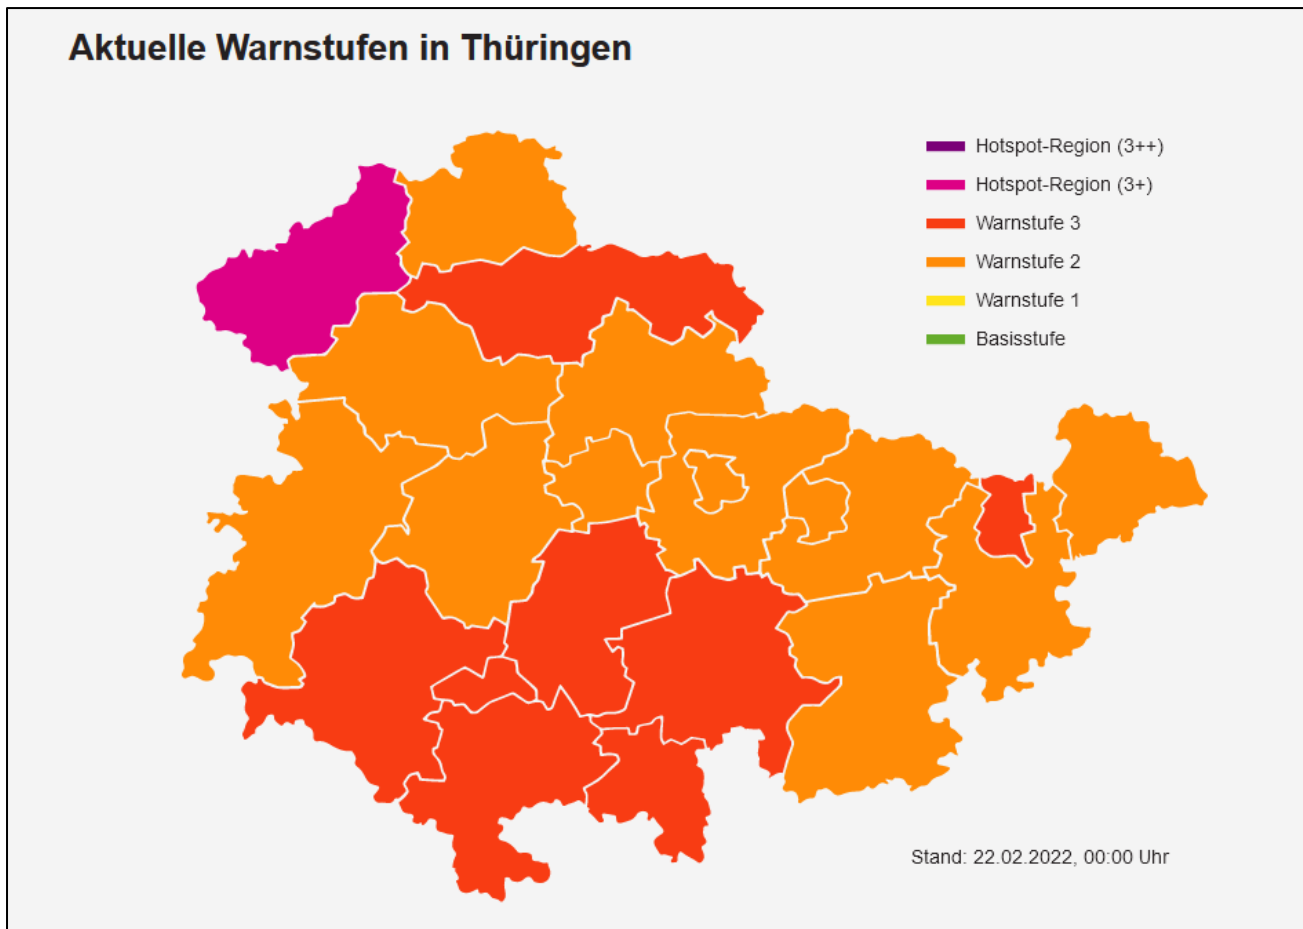 Aktuelle Warnstufen in Thüringen
Hotspot-Region (3++)
Hotspot-Region (3+)
Warnstufe 3
Warnstufe 2
Warnstufe 1
Basisstufe
Stand: 22.02.2022, 00:00 Uhr